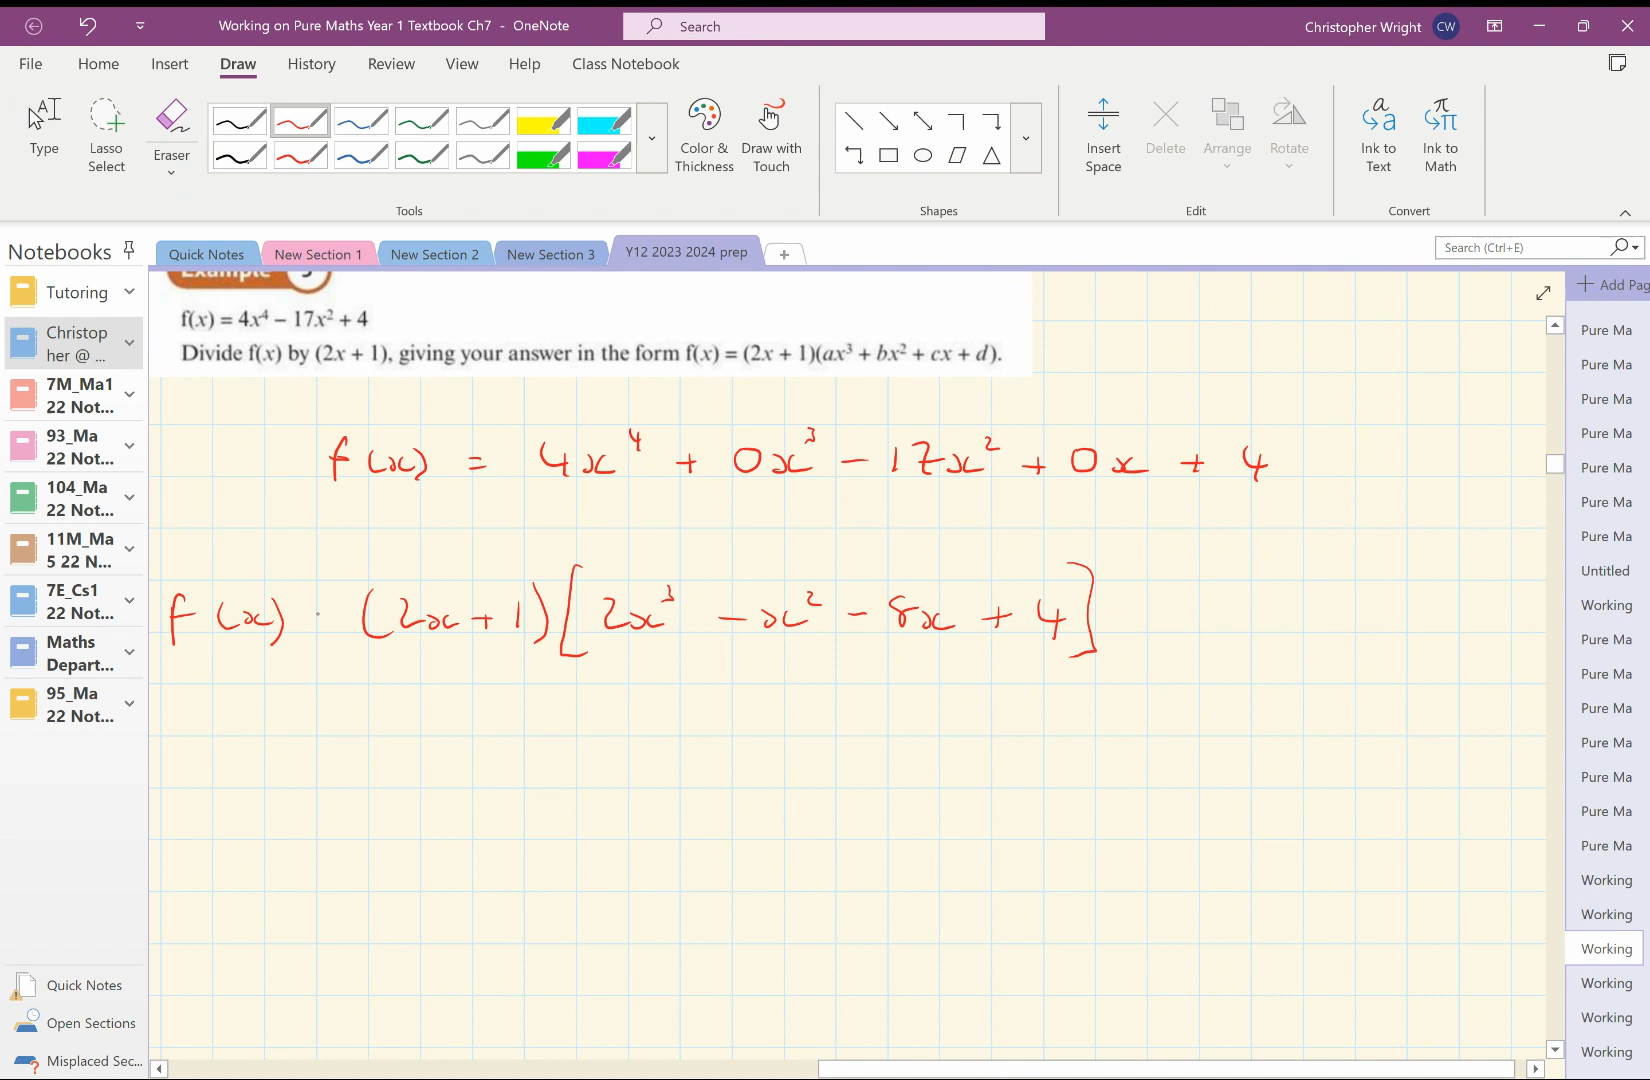 Working on Pure Maths Year 1 Textbook Ch7 - OneNote
Search
Christopher Wright CW
File Home Insert Draw History Review View Help Class Notebook
Type
Lasso Select
Eraser
Color & Thickness
Draw with Touch
Insert Space
Delete
Arrange
Rotate
Ink to Text
Ink to Math
Tools
Shapes
Edit
Convert
Notebooks
Quick Notes
New Section 1
New Section 2
New Section 3
Y12 2023 2024 prep
Search (Ctrl+E)
Add Pag
Tutoring
Christop
her @ ...
7M_Ma1
22 Not...
93_Ma
22 Not...
104_Ma
22 Not...
11M_Ma
5 22 N...
7E_Cs1
22 Not...
Maths
Depart...
95_Ma
22 Not...
Quick Notes
Open Sections
Misplaced Sec...
Example
f(x) = 4x⁴ − 17x² + 4
Divide f(x) by (2x + 1), giving your answer in the form f(x) = (2x + 1)(ax³ + bx² + cx + d).
f(x) = 4x⁴ + 0x³ − 17x² + 0x + 4
f(x) · (2x + 1)[2x³ − x² − 8x + 4]
Pure Ma
Pure Ma
Pure Ma
Pure Ma
Pure Ma
Pure Ma
Pure Ma
Untitled
Working
Pure Ma
Pure Ma
Pure Ma
Pure Ma
Pure Ma
Pure Ma
Pure Ma
Working
Working
Working
Working
Working
Working